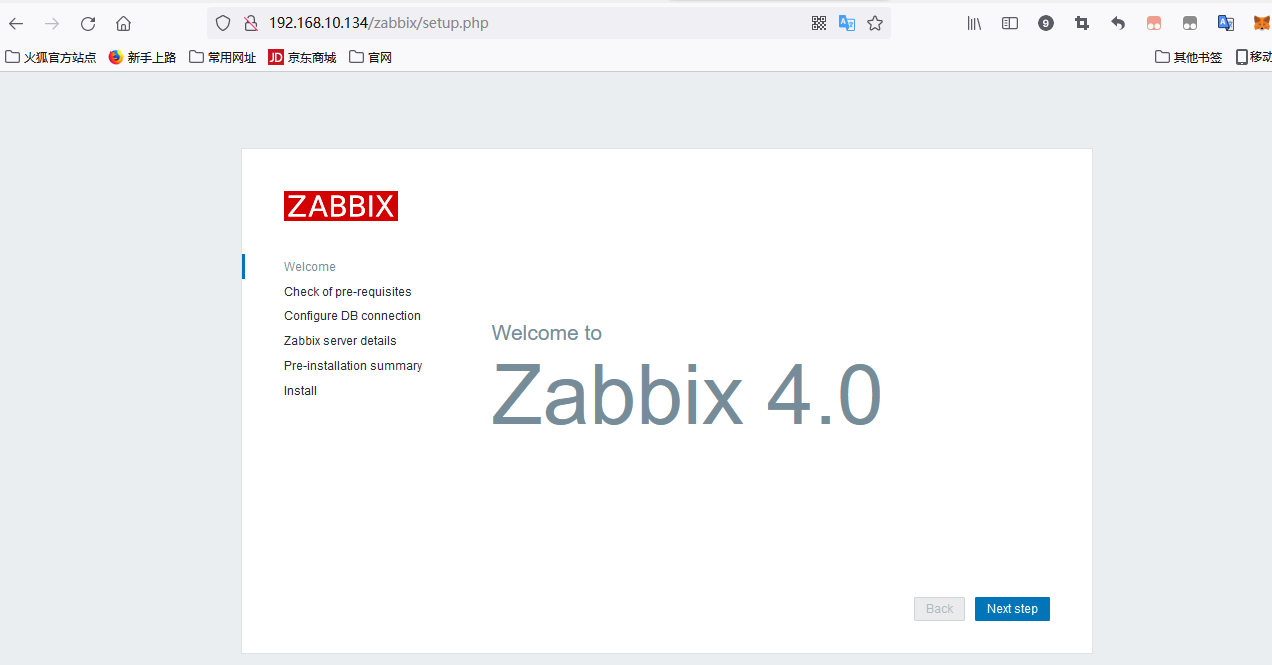 192.168.10.134/zabbix/setup.php
9
火狐官方站点 新手上路 常用网址 JD 京东商城 官网 其他书签 移动
ZABBIX
Welcome
Check of pre-requisites
Configure DB connection
Zabbix server details
Pre-installation summary
Install
Welcome to
Zabbix 4.0
Back Next step